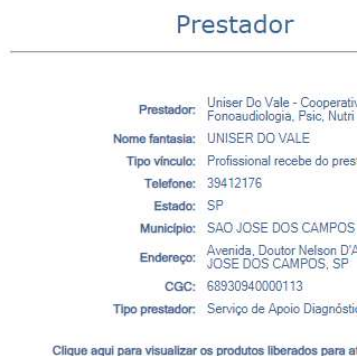 Prestador
Prestador: Uniser Do Vale - Cooperativ
Fonoaudiologia, Psic, Nutri
Nome fantasia: UNISER DO VALE
Tipo vínculo: Profissional recebe do pres
Telefone: 39412176
Estado: SP
Município: SAO JOSE DOS CAMPOS
Endereço: Avenida, Doutor Nelson D'A
JOSE DOS CAMPOS, SP
CGC: 68930940000113
Tipo prestador: Serviço de Apoio Diagnósti
Clique aqui para visualizar os produtos liberados para a